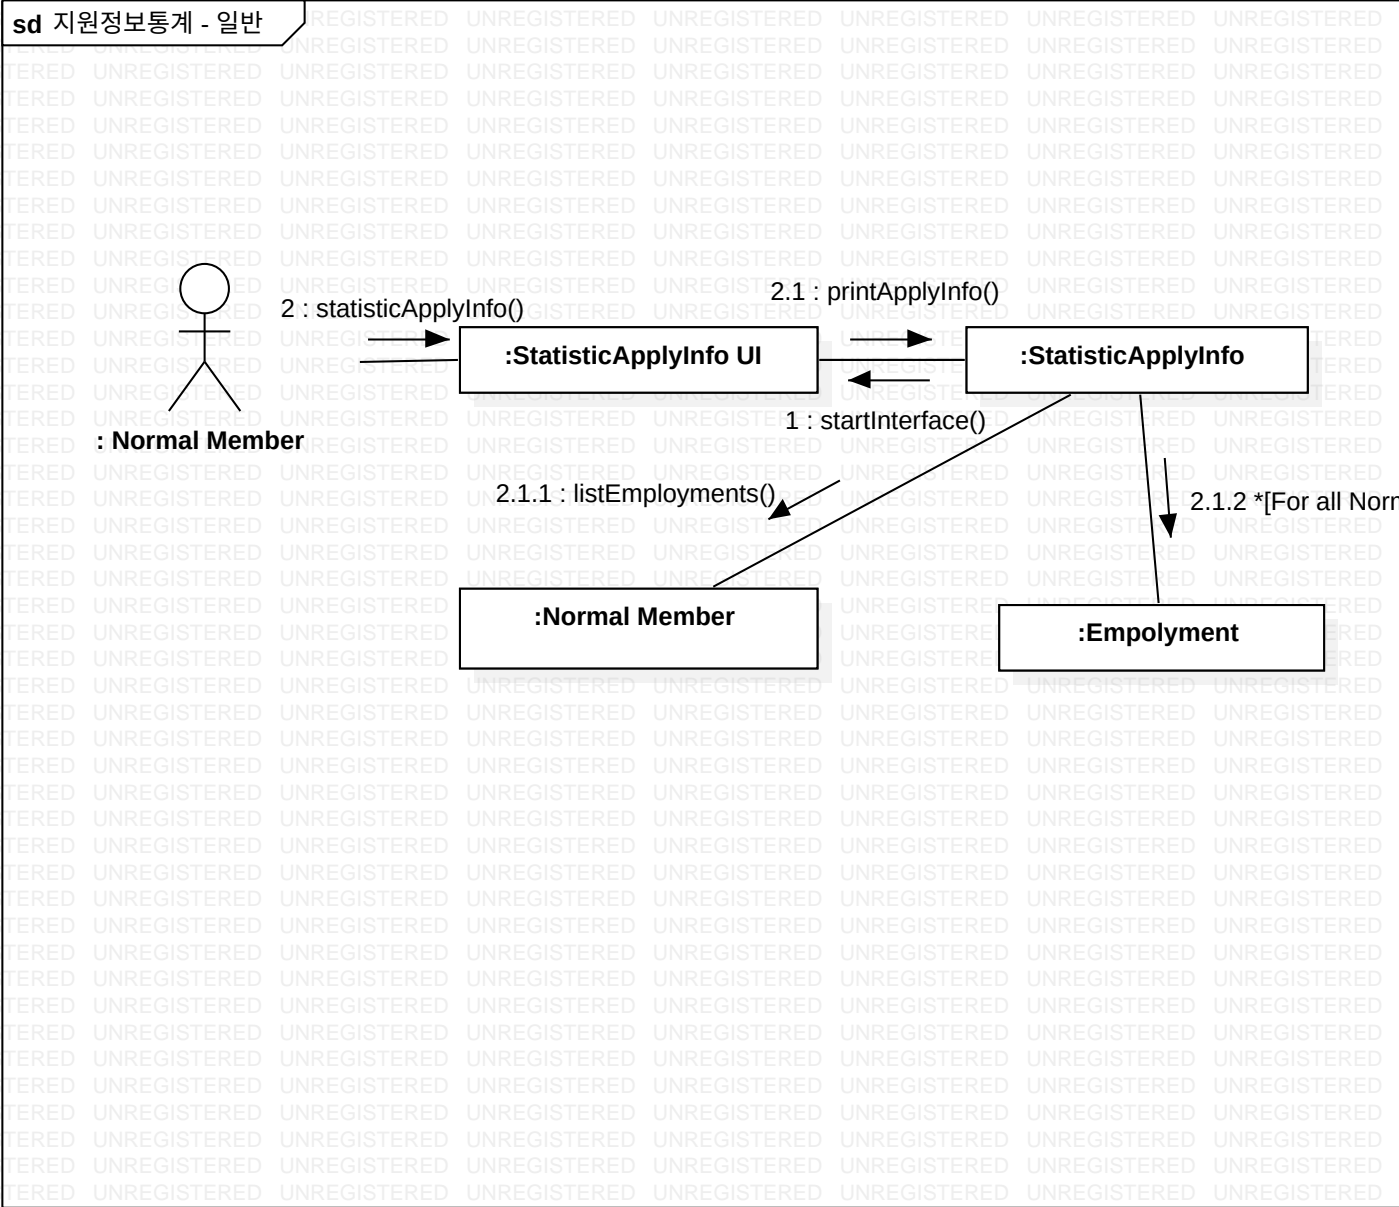 sd 지원정보통계 - 일반
2.1 : printApplyInfo()
2 : statisticApplyInfo()
:StatisticApplyInfo UI
:StatisticApplyInfo
1 : startInterface()
: Normal Member
2.1.1 : listEmployments()
2.1.2 *[For all Norm
:Normal Member
:Empolyment
UNREGISTERED